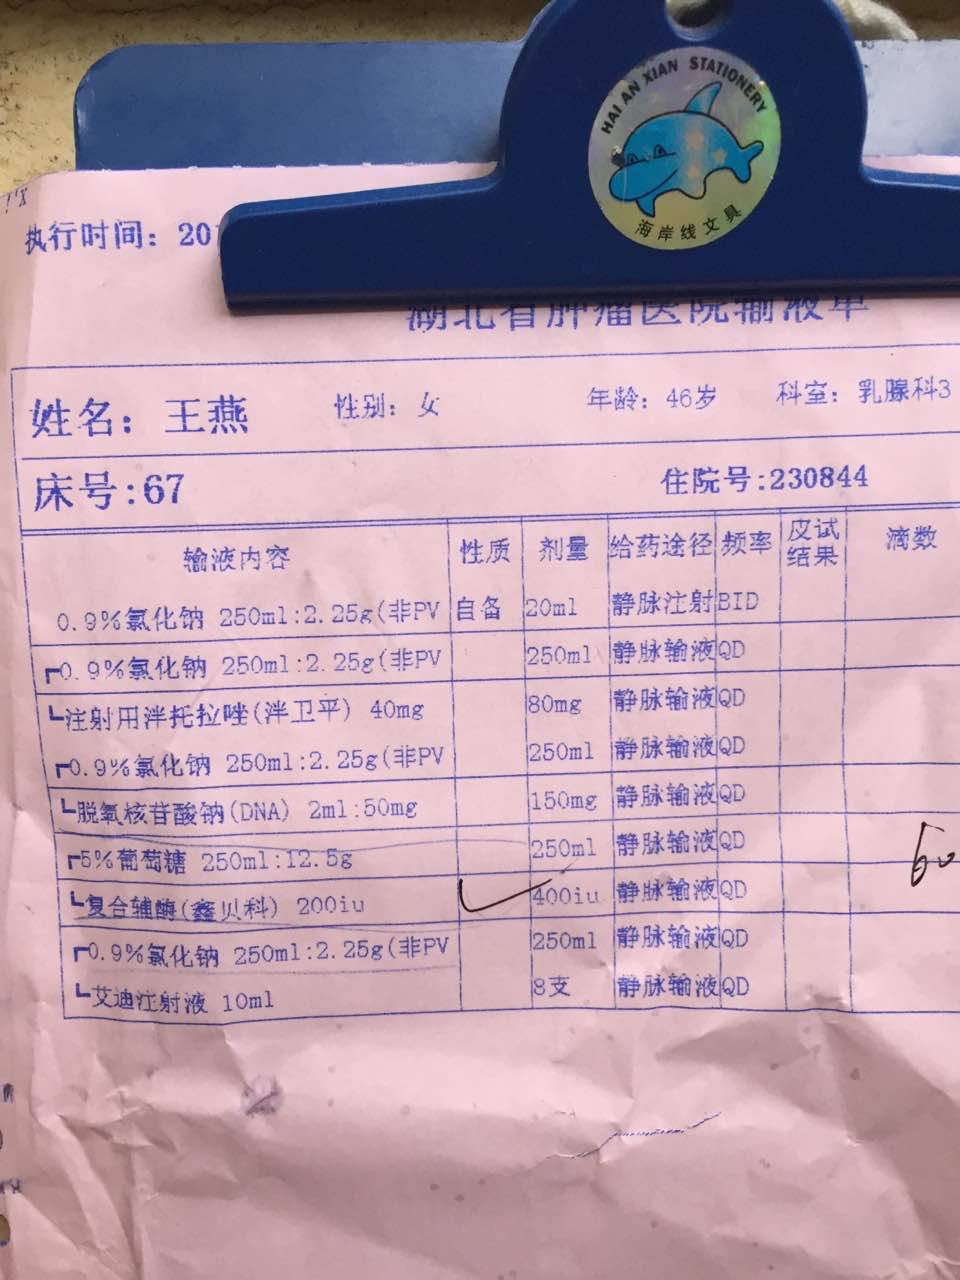 HAI AN XIAN STATIONERY
海岸线文具
执行时间: 20
湖北省肿瘤医院输液单
姓名: 王燕 性别: 女 年龄: 46岁 科室: 乳腺科3
床号:67 住院号:230844
输液内容 性质 剂量 给药途径 频率 皮试结果 滴数
0.9%氯化钠 250ml:2.25g(非PV 自备 20ml 静脉注射 BID
┏0.9%氯化钠 250ml:2.25g(非PV 250ml 静脉输液 QD
┗注射用泮托拉唑(泮卫平) 40mg 80mg 静脉输液 QD
┏0.9%氯化钠 250ml:2.25g(非PV 250ml 静脉输液 QD
┗脱氧核苷酸钠(DNA) 2ml:50mg 150mg 静脉输液 QD
┏5%葡萄糖 250ml:12.5g 250ml 静脉输液 QD 60
┗复合辅酶(鑫贝科) 200iu 400iu 静脉输液 QD
┏0.9%氯化钠 250ml:2.25g(非PV 250ml 静脉输液 QD
┗艾迪注射液 10ml 8支 静脉输液 QD